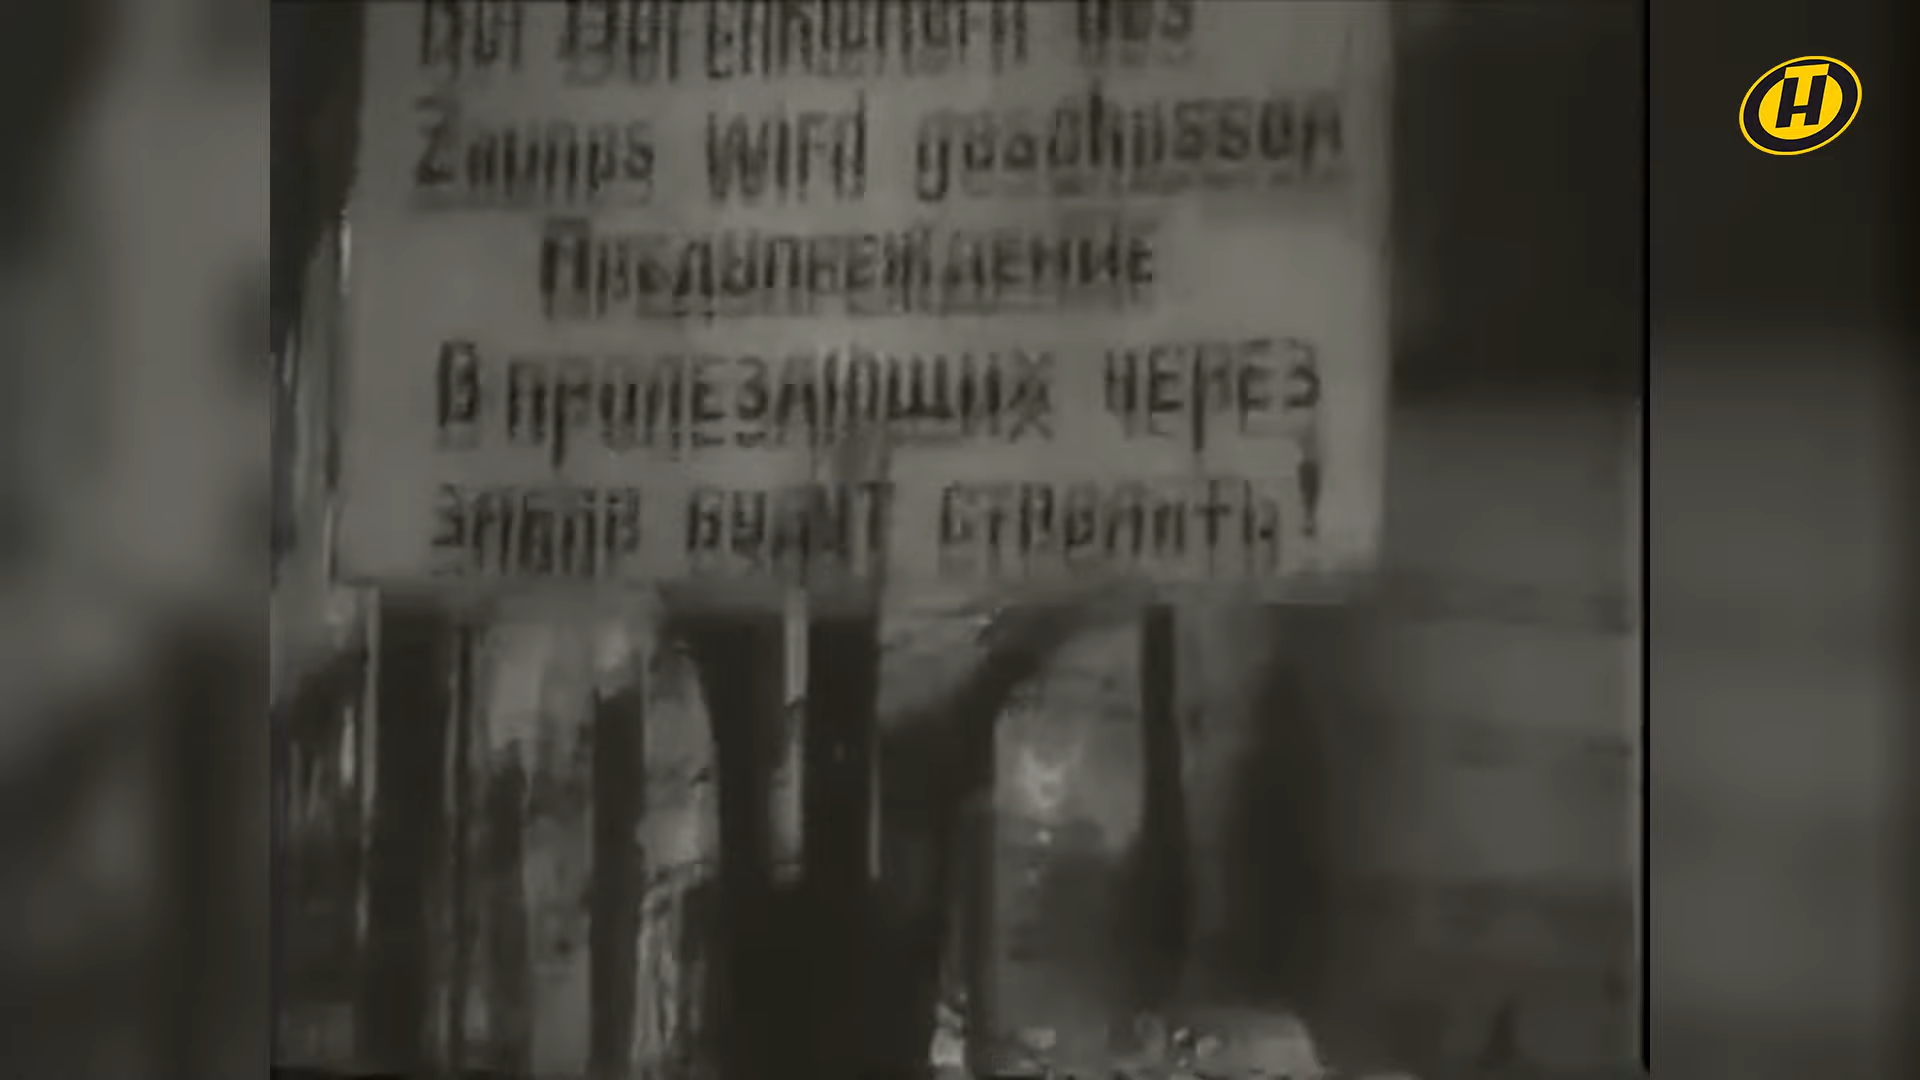 Zaunes wird geschossen
Предупреждение
В пролезающих через
забор будут стрелять!